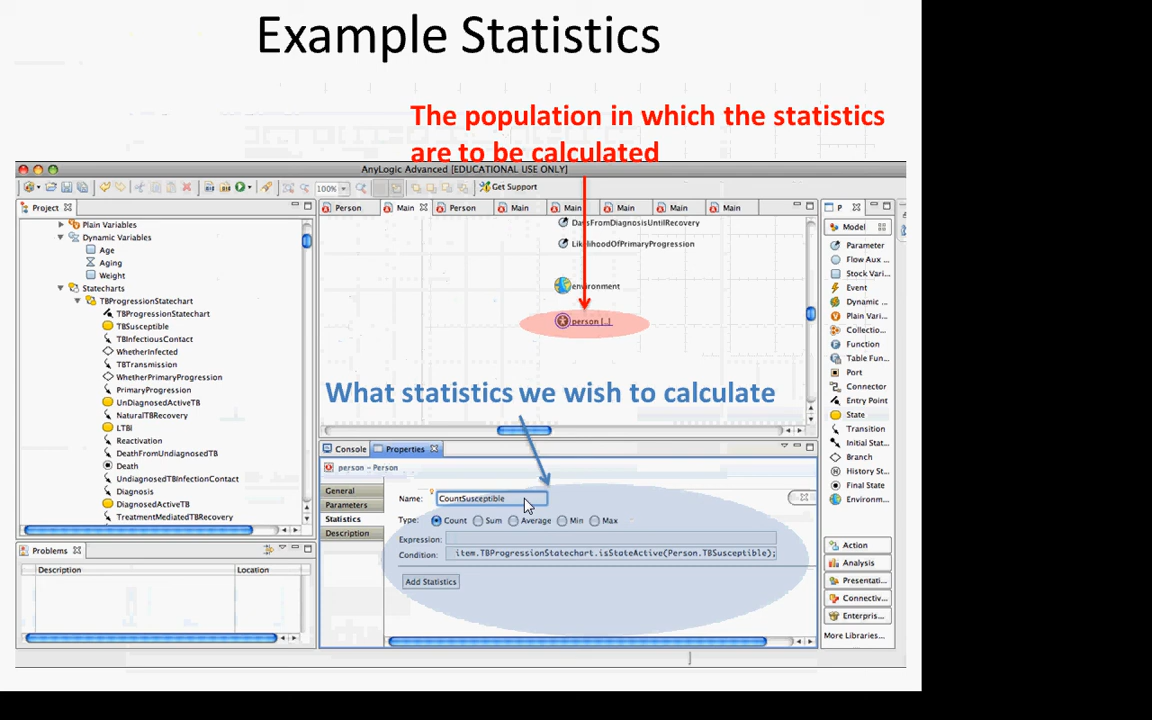 Example Statistics
The population in which the statistics
are to be calculated
AnyLogic Advanced [EDUCATIONAL USE ONLY]
100%
Get Support
Project
Person
Main
Person
Main
Main
Main
Main
Main
P
Plain Variables
Dynamic Variables
Age
Aging
Weight
Statecharts
TBProgressionStatechart
TBProgressionStatechart
TBSusceptible
TBInfectiousContact
WhetherInfected
TBTransmission
WhetherPrimaryProgression
PrimaryProgression
UnDiagnosedActiveTB
NaturalTBRecovery
LTBI
Reactivation
DeathFromUndiagnosedTB
Death
UndiagnosedTBInfectionContact
Diagnosis
DiagnosedActiveTB
TreatmentMediatedTBRecovery
DaysFromDiagnosisUntilRecovery
LikelihoodOfPrimaryProgression
environment
person [..]
What statistics we wish to calculate
Model
Parameter
Flow Aux ...
Stock Vari...
Event
Dynamic ...
Plain Vari...
Collectio...
Function
Table Fun...
Port
Connector
Entry Point
State
Transition
Initial Stat...
Branch
History St...
Final State
Environm...
Action
Analysis
Presentati...
Connectiv...
Enterpris...
More Libraries...
Console
Properties
person - Person
General
Parameters
Statistics
Description
Name:
CountSusceptible
Type:
Count
Sum
Average
Min
Max
Expression:
Condition:
item.TBProgressionStatechart.isStateActive(Person.TBSusceptible);
Add Statistics
Problems
Description
Location